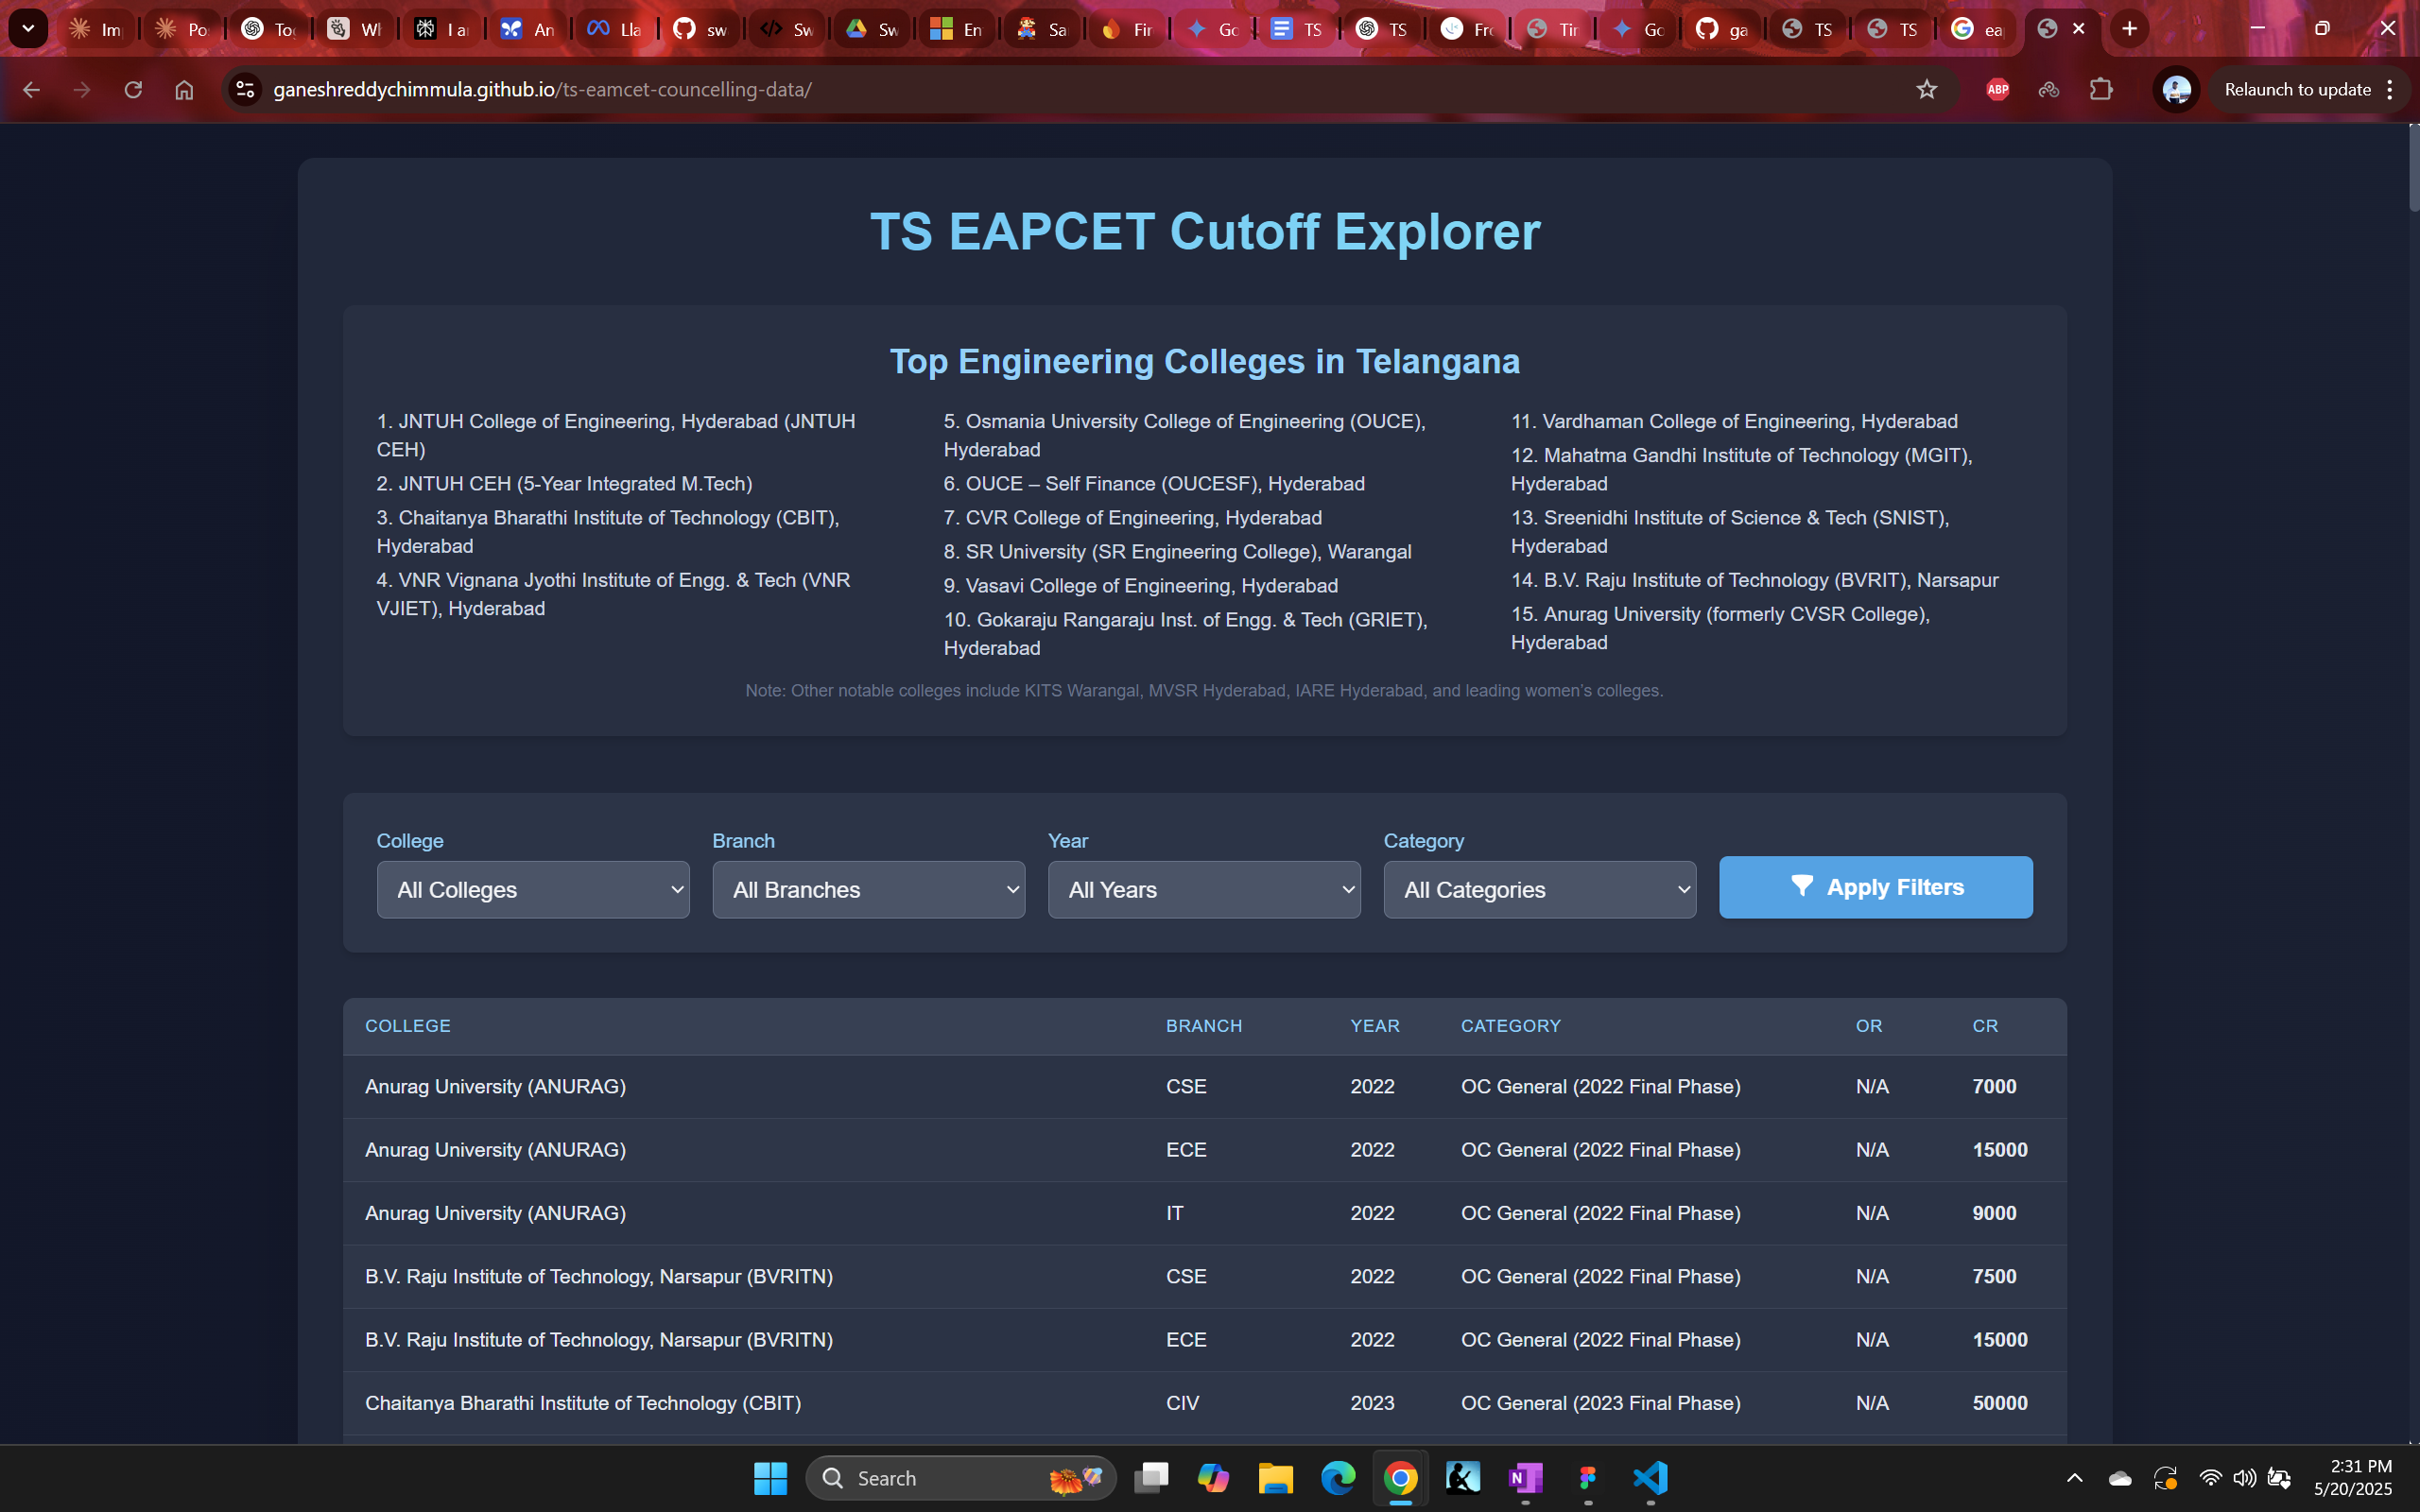 Im
Po
Too
Wh
I a
An
Lla
sw
Sw
Sw
En
Sa
Fir
Go
TS
TS
Fro
Tir
Go
ga
TS
TS
ea
ganeshreddychimmula.github.io/ts-eamcet-councelling-data/
ABP
Relaunch to update
TS EAPCET Cutoff Explorer
Top Engineering Colleges in Telangana
1. JNTUH College of Engineering, Hyderabad (JNTUH
CEH)
2. JNTUH CEH (5-Year Integrated M.Tech)
3. Chaitanya Bharathi Institute of Technology (CBIT),
Hyderabad
4. VNR Vignana Jyothi Institute of Engg. & Tech (VNR
VJIET), Hyderabad
5. Osmania University College of Engineering (OUCE),
Hyderabad
6. OUCE – Self Finance (OUCESF), Hyderabad
7. CVR College of Engineering, Hyderabad
8. SR University (SR Engineering College), Warangal
9. Vasavi College of Engineering, Hyderabad
10. Gokaraju Rangaraju Inst. of Engg. & Tech (GRIET),
Hyderabad
11. Vardhaman College of Engineering, Hyderabad
12. Mahatma Gandhi Institute of Technology (MGIT),
Hyderabad
13. Sreenidhi Institute of Science & Tech (SNIST),
Hyderabad
14. B.V. Raju Institute of Technology (BVRIT), Narsapur
15. Anurag University (formerly CVSR College),
Hyderabad
Note: Other notable colleges include KITS Warangal, MVSR Hyderabad, IARE Hyderabad, and leading women's colleges.
College Branch Year Category
All Colleges All Branches All Years All Categories Apply Filters
COLLEGE BRANCH YEAR CATEGORY OR CR
Anurag University (ANURAG) CSE 2022 OC General (2022 Final Phase) N/A 7000
Anurag University (ANURAG) ECE 2022 OC General (2022 Final Phase) N/A 15000
Anurag University (ANURAG) IT 2022 OC General (2022 Final Phase) N/A 9000
B.V. Raju Institute of Technology, Narsapur (BVRITN) CSE 2022 OC General (2022 Final Phase) N/A 7500
B.V. Raju Institute of Technology, Narsapur (BVRITN) ECE 2022 OC General (2022 Final Phase) N/A 15000
Chaitanya Bharathi Institute of Technology (CBIT) CIV 2023 OC General (2023 Final Phase) N/A 50000
Search
2:31 PM
5/20/2025